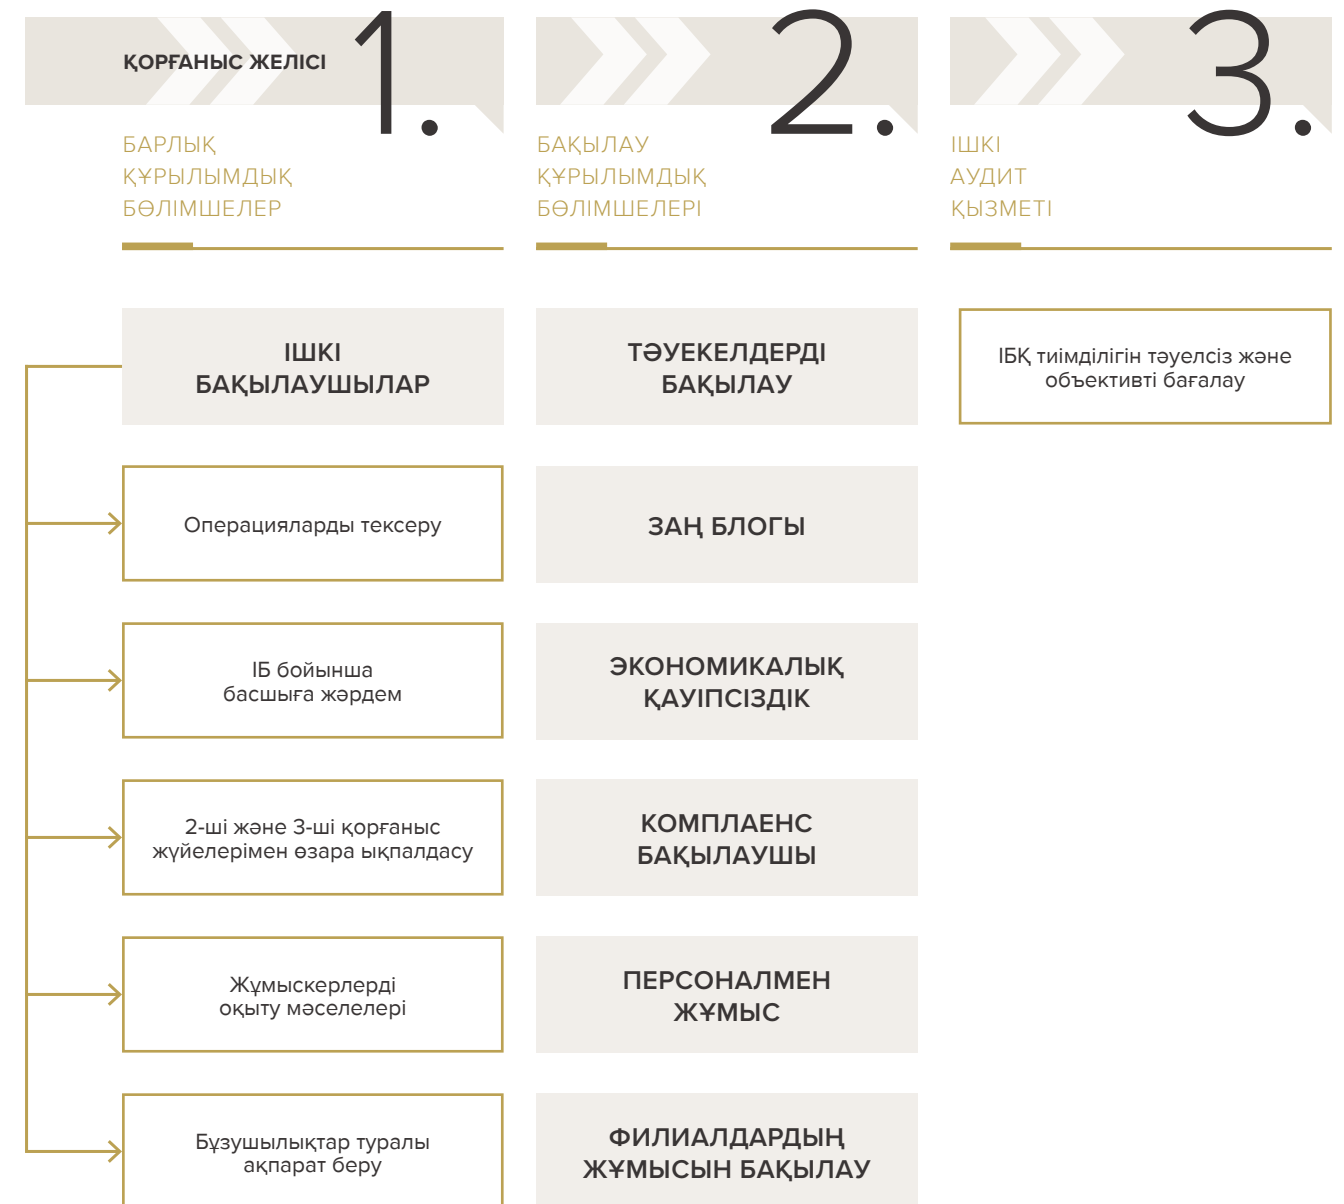 ҚОРҒАНЫС ЖЕЛІСІ
1.
БАРЛЫҚ
ҚҰРЫЛЫМДЫҚ
БӨЛІМШЕЛЕР
ІШКІ
БАҚЫЛАУШЫЛАР
Операцияларды тексеру
ІБ бойынша
басшыға жәрдем
2-ші және 3-ші қорғаныс
жүйелерімен өзара ықпалдасу
Жұмыскерлерді
оқыту мәселелері
Бұзушылықтар туралы
ақпарат беру
2.
БАҚЫЛАУ
ҚҰРЫЛЫМДЫҚ
БӨЛІМШЕЛЕРІ
ТӘУЕКЕЛДЕРДІ
БАҚЫЛАУ
ЗАҢ БЛОГЫ
ЭКОНОМИКАЛЫҚ
ҚАУІПСІЗДІК
КОМПЛАЕНС
БАҚЫЛАУШЫ
ПЕРСОНАЛМЕН
ЖҰМЫС
ФИЛИАЛДАРДЫҢ
ЖҰМЫСЫН БАҚЫЛАУ
3.
ІШКІ
АУДИТ
ҚЫЗМЕТІ
ІБҚ тиімділігін тәуелсіз және
объективті бағалау